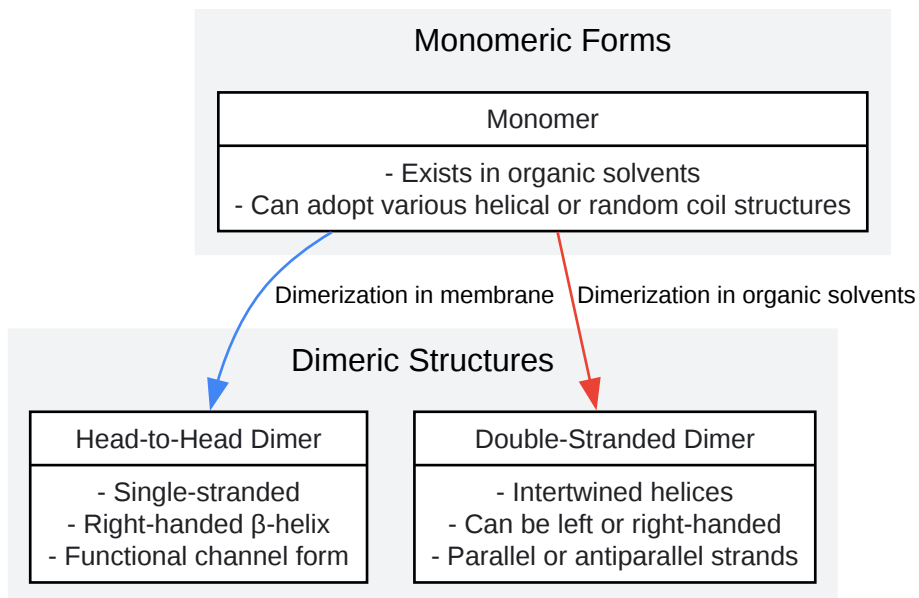 Monomeric Forms
Monomer
- Exists in organic solvents
- Can adopt various helical or random coil structures
Dimerization in membrane
Dimerization in organic solvents
Dimeric Structures
Head-to-Head Dimer
- Single-stranded
- Right-handed β-helix
- Functional channel form
Double-Stranded Dimer
- Intertwined helices
- Can be left or right-handed
- Parallel or antiparallel strands